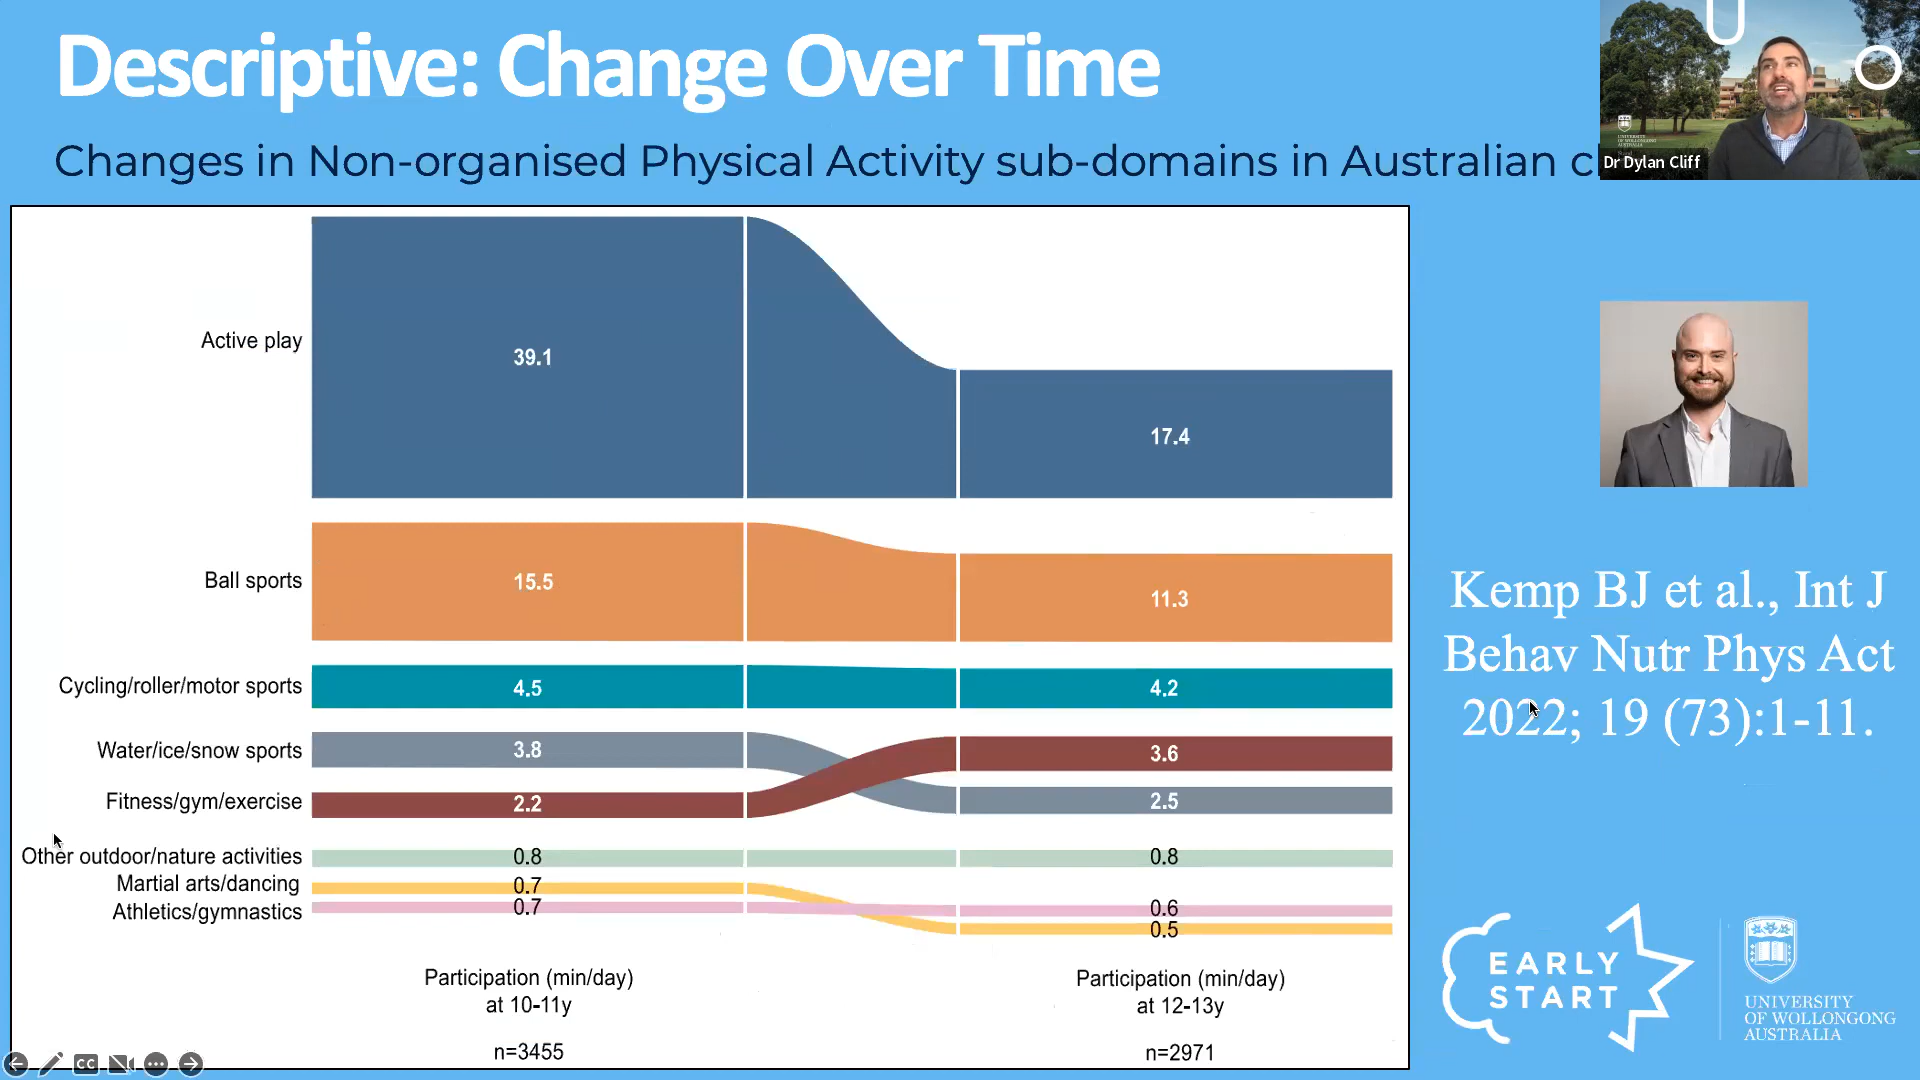 Descriptive: Change Over Time
Changes in Non-organised Physical Activity sub-domains in Australian c
Dr Dylan Cliff
U
O
UNIVERSITY
OF WOLLONGONG
AUSTRALIA
Active play
39.1
17.4
Ball sports
15.5
11.3
Cycling/roller/motor sports
4.5
4.2
Water/ice/snow sports
3.8
3.6
Fitness/gym/exercise
2.2
2.5
Other outdoor/nature activities
0.8
0.8
Martial arts/dancing
0.7
0.6
Athletics/gymnastics
0.7
0.5
Participation (min/day)
at 10-11y
n=3455
Participation (min/day)
at 12-13y
n=2971
Kemp BJ et al., Int J
Behav Nutr Phys Act
2022; 19 (73):1-11.
EARLY
START
UNIVERSITY
OF WOLLONGONG
AUSTRALIA
CC